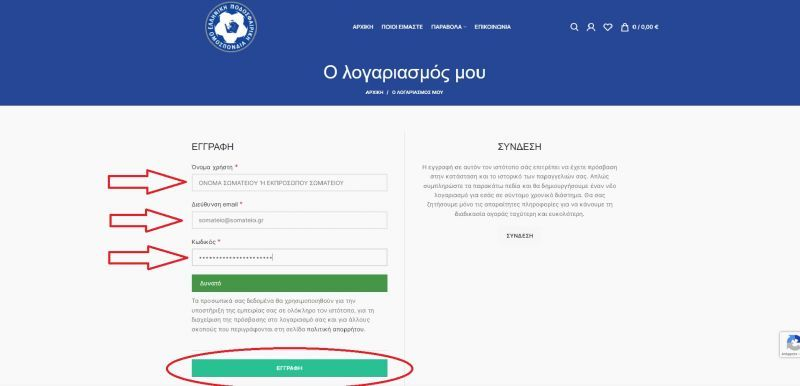 ΕΛΛΗΝΙΚΗ ΠΟΔΟΣΦΑΙΡΙΚΗ ΟΜΟΣΠΟΝΔΙΑ
ΑΡΧΙΚΗ ΠΟΙΟΙ ΕΙΜΑΣΤΕ ΠΑΡΑΒΟΛΑ ΕΠΙΚΟΙΝΩΝΙΑ 0 / 0,00 €
Ο λογαριασμός μου
ΑΡΧΙΚΗ / Ο ΛΟΓΑΡΙΑΣΜΟΣ ΜΟΥ
ΕΓΓΡΑΦΗ
Όνομα χρήστη *
ΟΝΟΜΑ ΣΩΜΑΤΕΙΟΥ Ή ΕΚΠΡΟΣΩΠΟΥ ΣΩΜΑΤΕΙΟΥ
Διεύθυνση email *
somateio@somateio.gr
Κωδικός *
Δυνατό
Τα προσωπικά σας δεδομένα θα χρησιμοποιηθούν για την
υποστήριξη της εμπειρίας σας σε ολόκληρο τον ιστότοπο, για τη
διαχείριση της πρόσβασης στο λογαριασμό σας και για άλλους
σκοπούς που περιγράφονται στη σελίδα πολιτική απορρήτου.
ΕΓΓΡΑΦΗ
ΣΥΝΔΕΣΗ
Η εγγραφή σε αυτόν τον ιστότοπο σάς επιτρέπει να έχετε πρόσβαση
στην κατάσταση και το ιστορικό των παραγγελιών σας. Απλώς
συμπληρώστε τα παρακάτω πεδία και θα δημιουργήσουμε έναν νέο
λογαριασμό για εσάς σε σύντομο χρονικό διάστημα. Θα σας
ζητήσουμε μόνο τις απαραίτητες πληροφορίες για να κάνουμε τη
διαδικασία αγοράς ταχύτερη και ευκολότερη.
ΣΥΝΔΕΣΗ